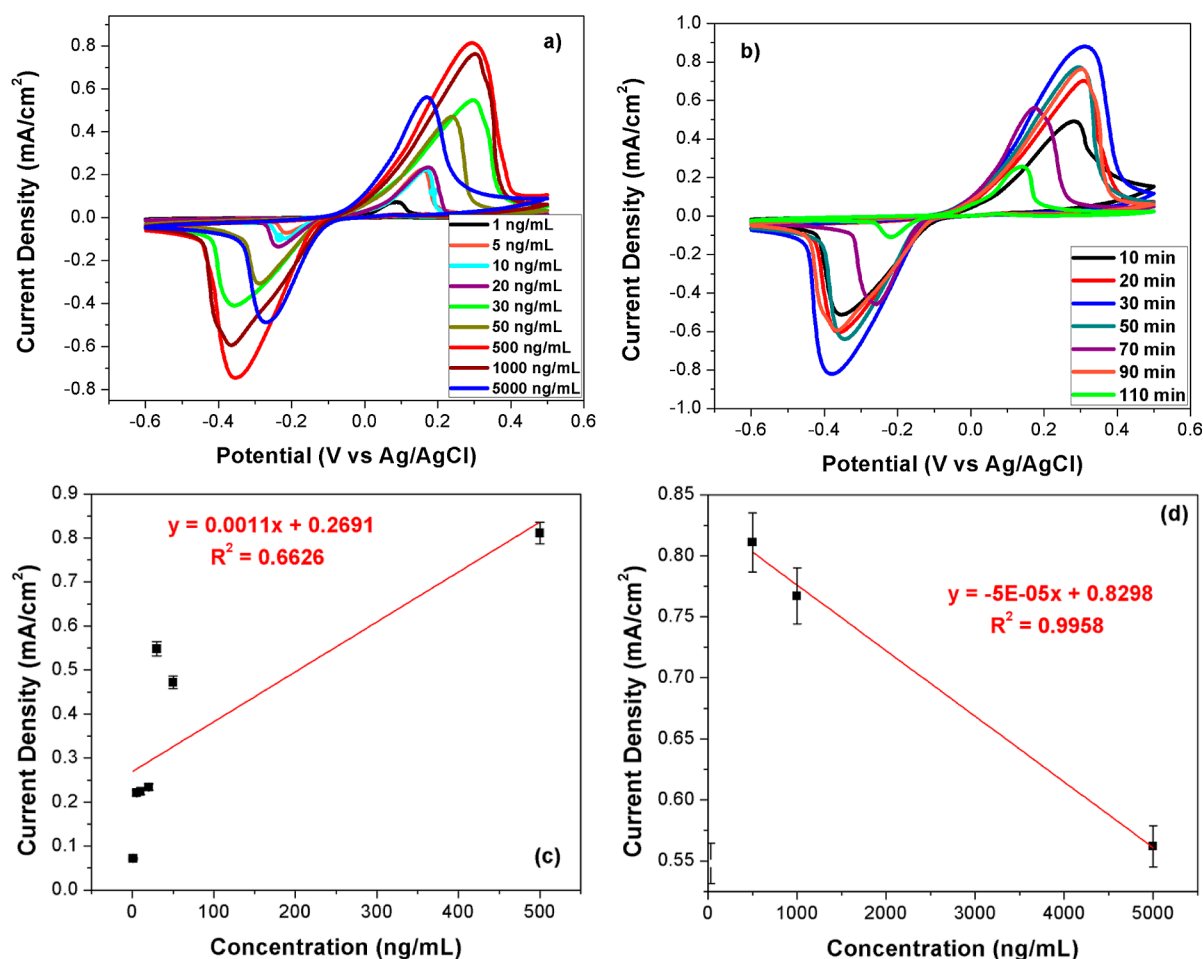 a)
Current Density (mA/cm²)
0.8
0.6
0.4
0.2
0.0
-0.2
-0.4
-0.6
-0.8
1 ng/mL
5 ng/mL
10 ng/mL
20 ng/mL
30 ng/mL
50 ng/mL
500 ng/mL
1000 ng/mL
5000 ng/mL
-0.6 -0.4 -0.2 0.0 0.2 0.4 0.6
Potential (V vs Ag/AgCl)
b)
Current Density (mA/cm²)
1.0
0.8
0.6
0.4
0.2
0.0
-0.2
-0.4
-0.6
-0.8
-1.0
10 min
20 min
30 min
50 min
70 min
90 min
110 min
-0.6 -0.4 -0.2 0.0 0.2 0.4 0.6
Potential (V vs Ag/AgCl)
Current Density (mA/cm²)
0.9
0.8
0.7
0.6
0.5
0.4
0.3
0.2
0.1
0.0
y = 0.0011x + 0.2691
R² = 0.6626
(c)
0 100 200 300 400 500
Concentration (ng/mL)
(d)
Current Density (mA/cm²)
0.85
0.80
0.75
0.70
0.65
0.60
0.55
y = -5E-05x + 0.8298
R² = 0.9958
0 1000 2000 3000 4000 5000
Concentration (ng/mL)